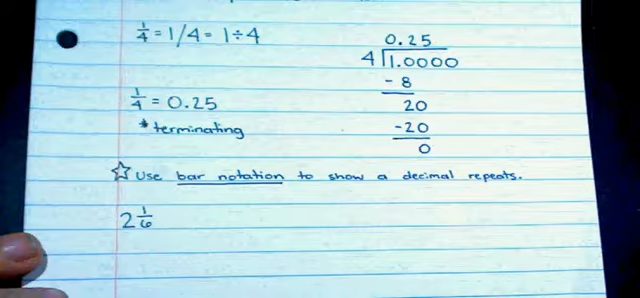 1/4 = 1/4 = 1÷4
0.25
4 1.0000
- 8
20
-20
0
1/4 = 0.25
* terminating
☆ Use bar notation to show a decimal repeats.
2 1/6